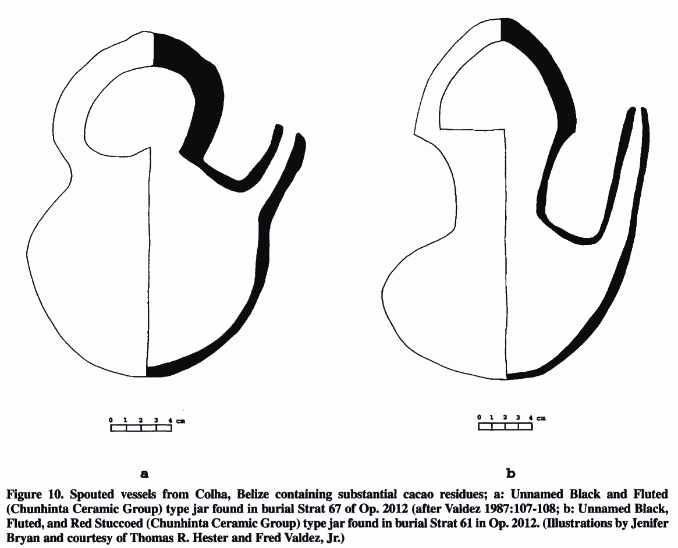 0 1 2 3 4 cm
0 1 2 3 4 cm
a
b
Figure 10. Spouted vessels from Colha, Belize containing substantial cacao residues; a: Unnamed Black and Fluted
(Chunhinta Ceramic Group) type jar found in burial Strat 67 of Op. 2012 (after Valdez 1987:107-108; b: Unnamed Black,
Fluted, and Red Stuccoed (Chunhinta Ceramic Group) type jar found in burial Strat 61 in Op. 2012. (Illustrations by Jenifer
Bryan and courtesy of Thomas R. Hester and Fred Valdez, Jr.)